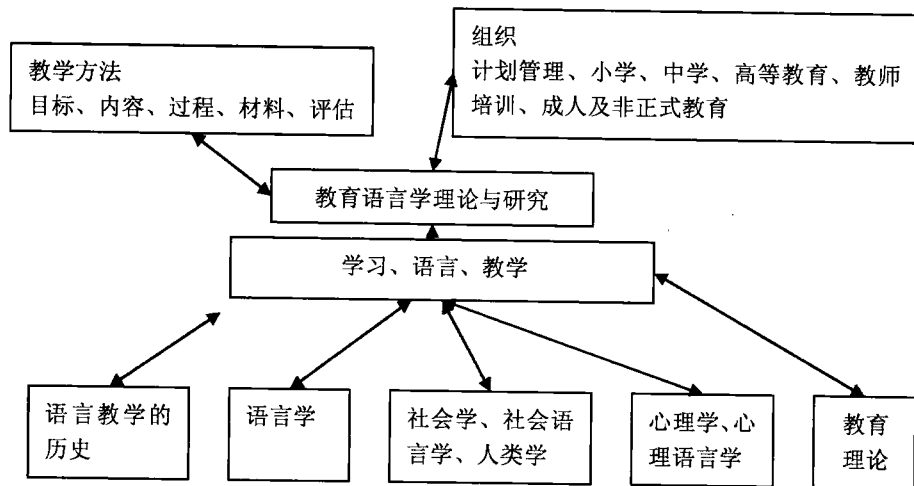 教学方法
目标、内容、过程、材料、评估
组织
计划管理、小学、中学、高等教育、教师
培训、成人及非正式教育
教育语言学理论与研究
学习、语言、教学
语言教学的
历史
语言学
社会学、社会语
言学、人类学
心理学、心
理语言学
教育
理论